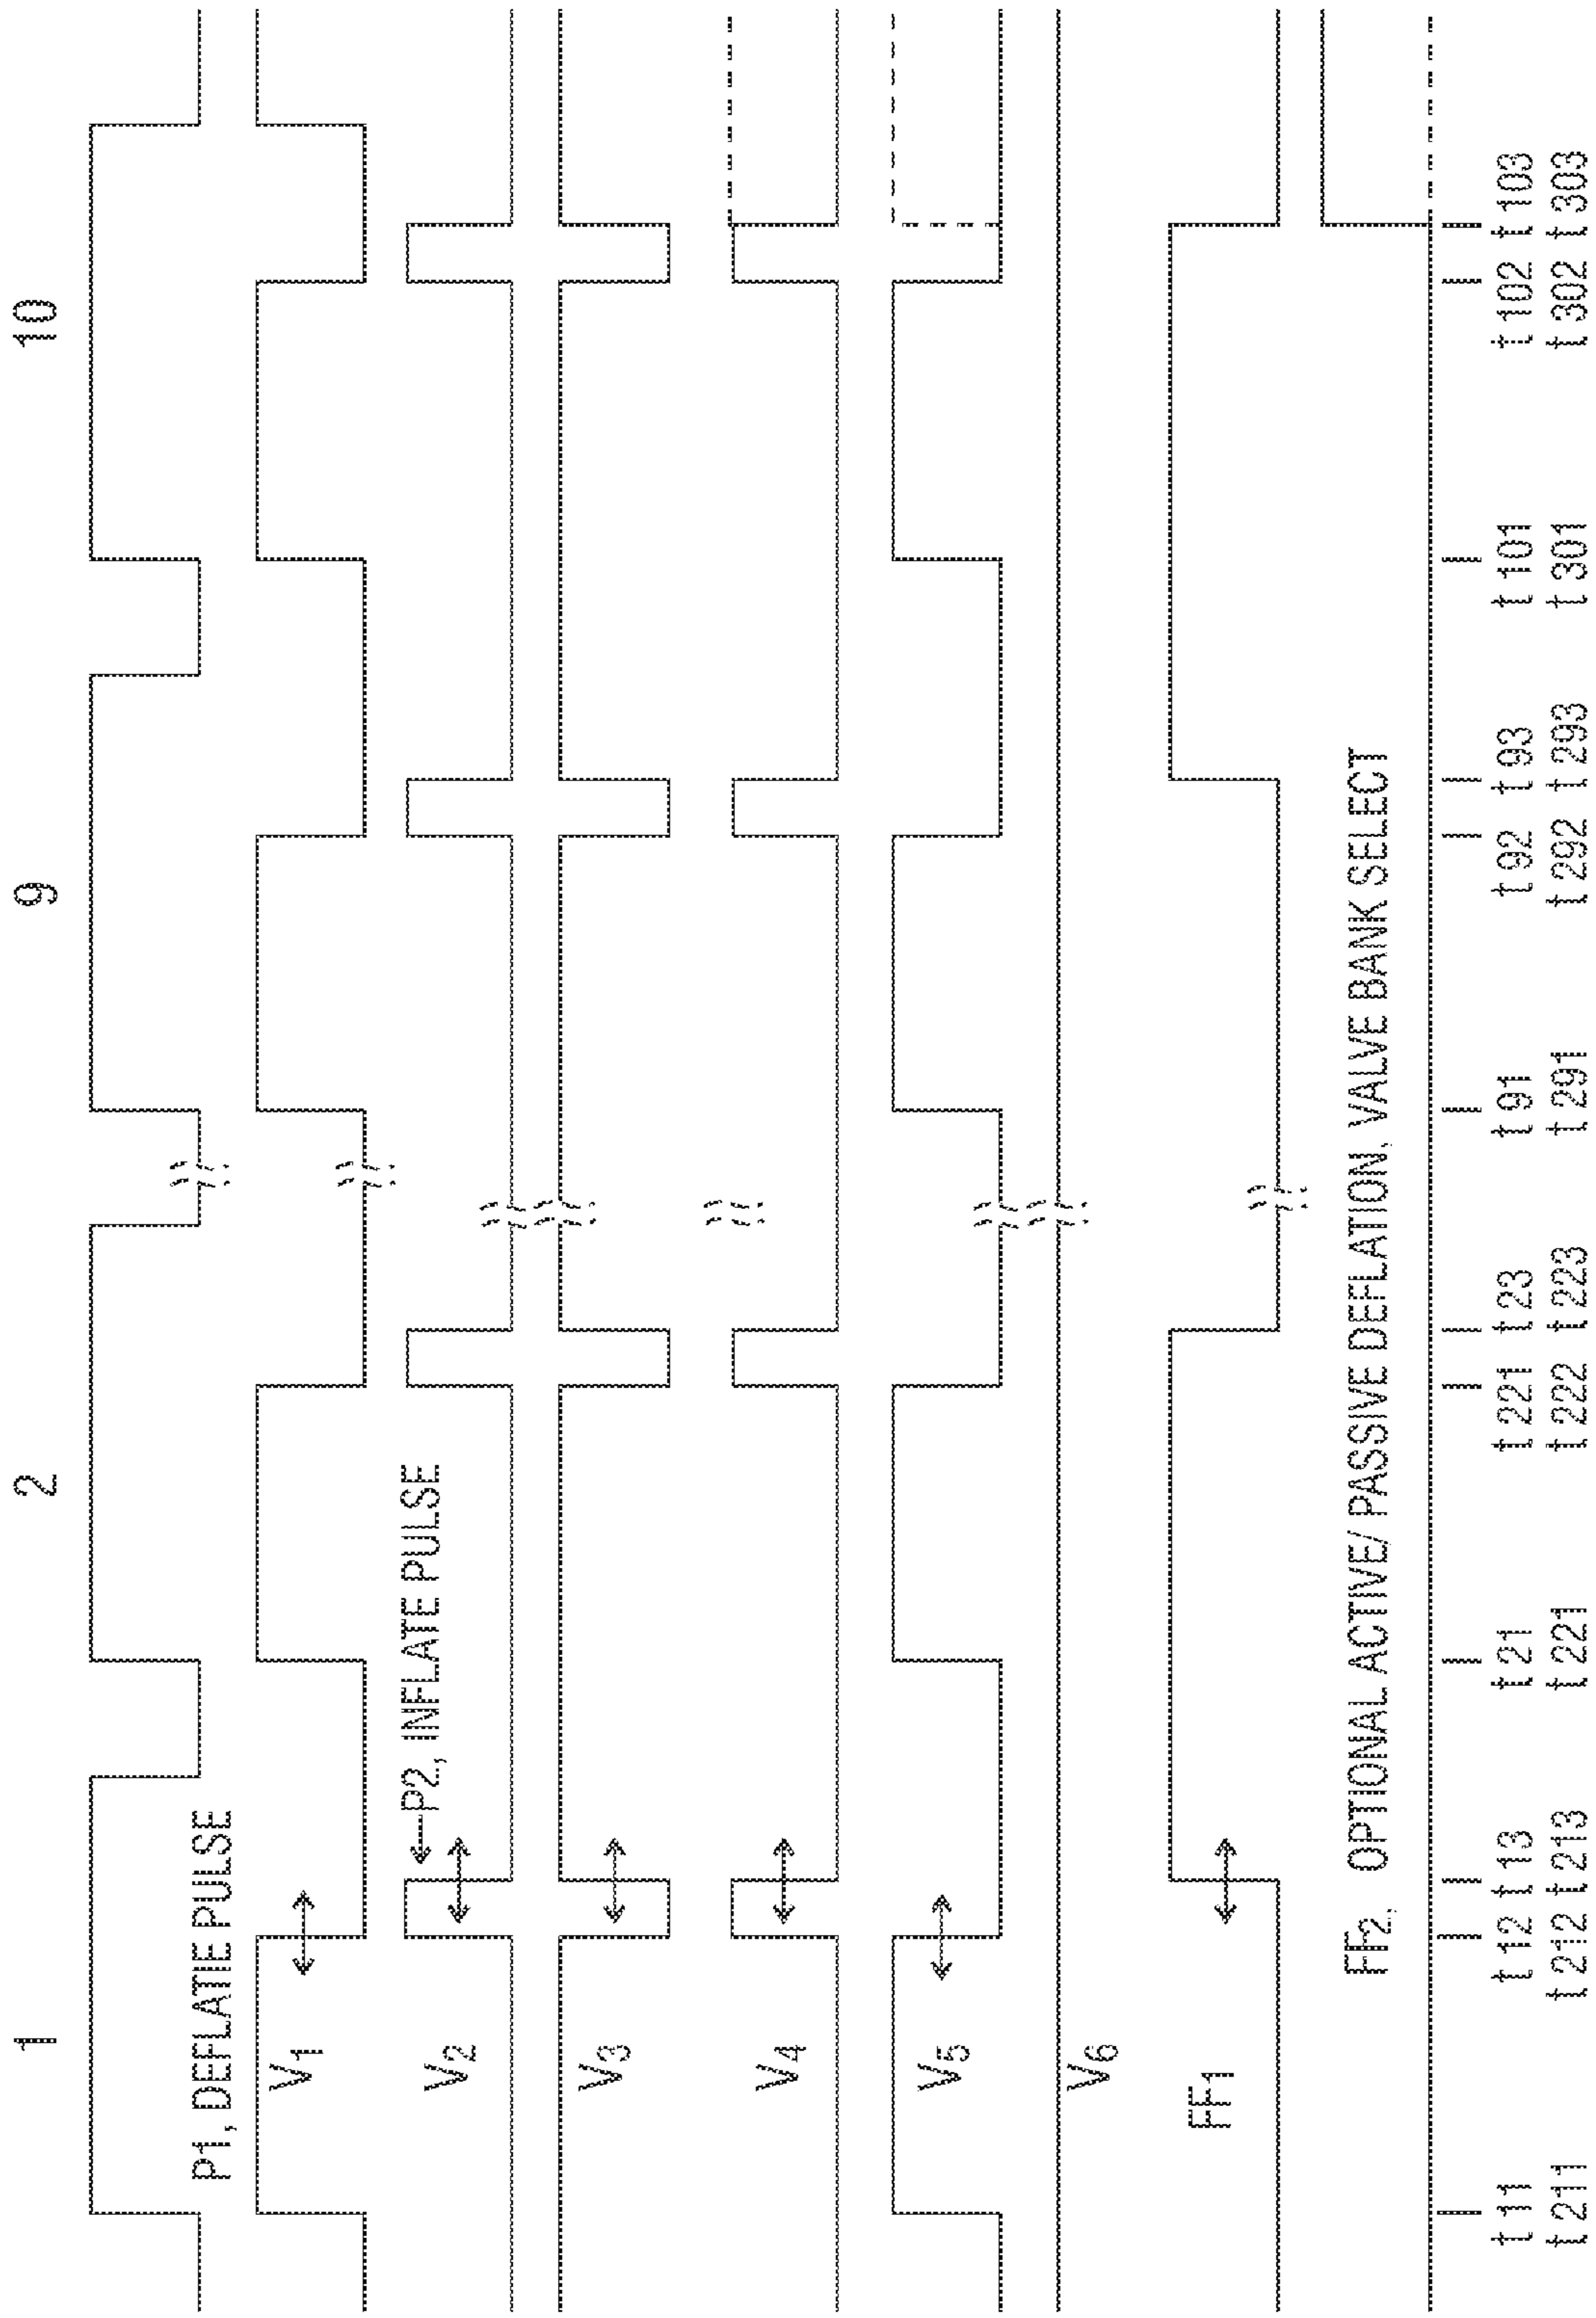 1 2 9 10
P1, DEFLATIE PULSE
V1
P2, INFLATE PULSE
V2
V3
V4
V5
V6
FF1
FF2, OPTIONAL ACTIVE/ PASSIVE DEFLATION, VALVE BANK SELECT
t11 t12 t13 t21 t221 t23 t91 t92 t93 t101 t102 t103
t211 t212 t213 t221 t222 t223 t291 t292 t293 t301 t302 t303